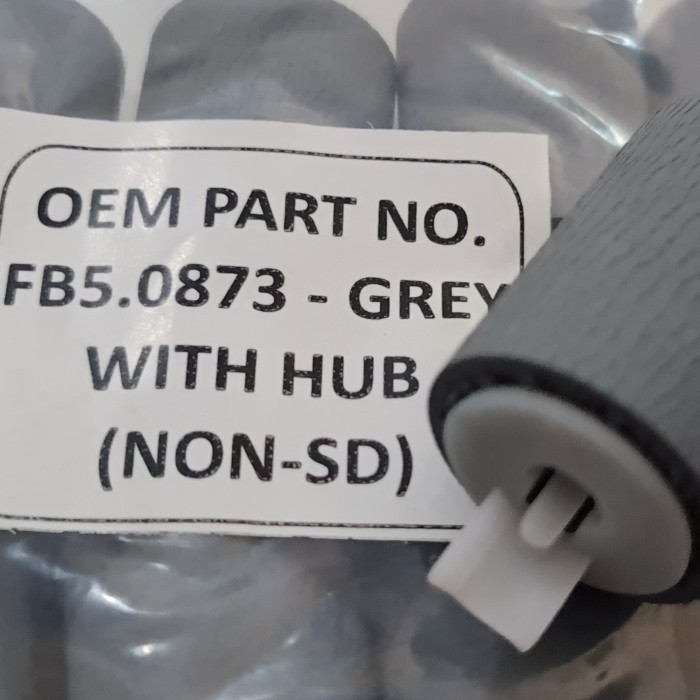 OEM PART NO.
FB5.0873 - GREY
WITH HUB
(NON-SD)